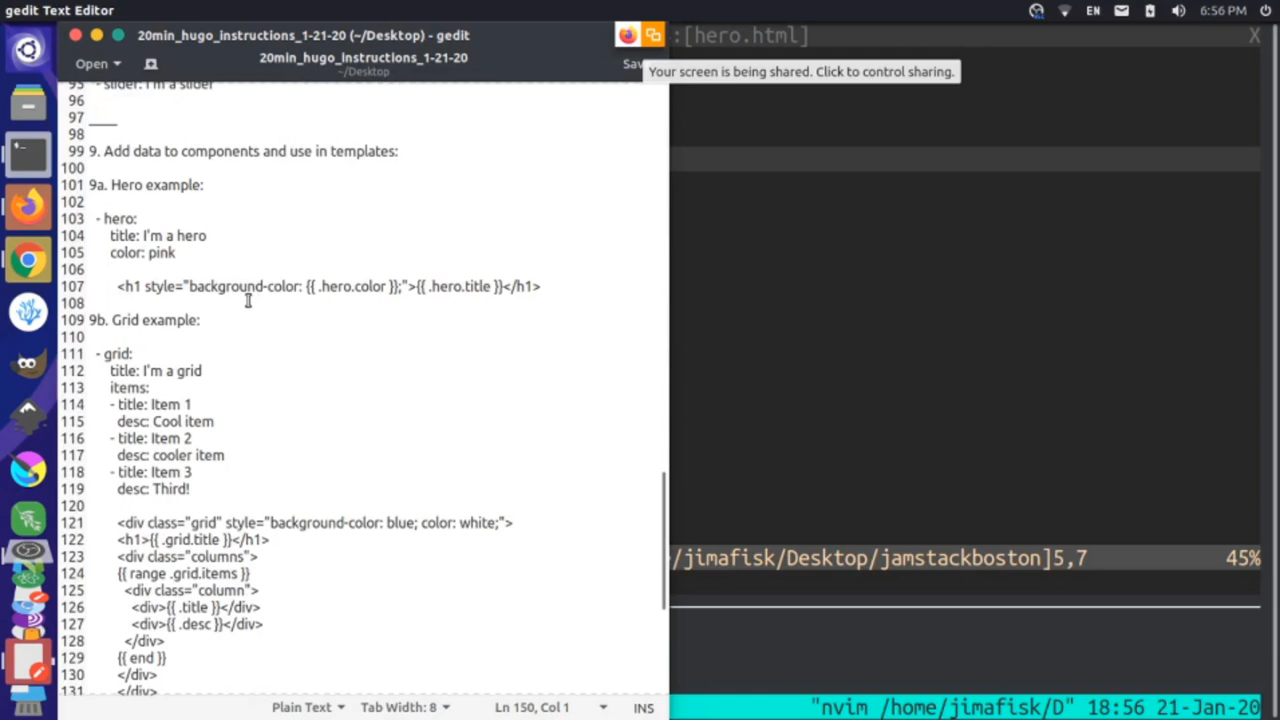 gedit Text Editor
EN
6:56 PM
20min_hugo_instructions_1-21-20 (~/Desktop) - gedit
:[hero.html]
X
Open
20min_hugo_instructions_1-21-20
~/Desktop
Sav
Your screen is being shared. Click to control sharing.
95 - slider: I'm a slider
96
97 ____
98
99 9. Add data to components and use in templates:
100
101 9a. Hero example:
102
103 - hero:
104 title: I'm a hero
105 color: pink
106
107 <h1 style="background-color: {{ .hero.color }};">{{ .hero.title }}</h1>
108
109 9b. Grid example:
110
111 - grid:
112 title: I'm a grid
113 items:
114 - title: Item 1
115 desc: Cool item
116 - title: Item 2
117 desc: cooler item
118 - title: Item 3
119 desc: Third!
120
121 <div class="grid" style="background-color: blue; color: white;">
122 <h1>{{ .grid.title }}</h1>
123 <div class="columns">
124 {{ range .grid.items }}
125 <div class="column">
126 <div>{{ .title }}</div>
127 <div>{{ .desc }}</div>
128 </div>
129 {{ end }}
130 </div>
131 </div>
/jimafisk/Desktop/jamstackboston]5,7 45%
Plain Text Tab Width: 8 Ln 150, Col 1 INS
"nvim /home/jimafisk/D" 18:56 21-Jan-20